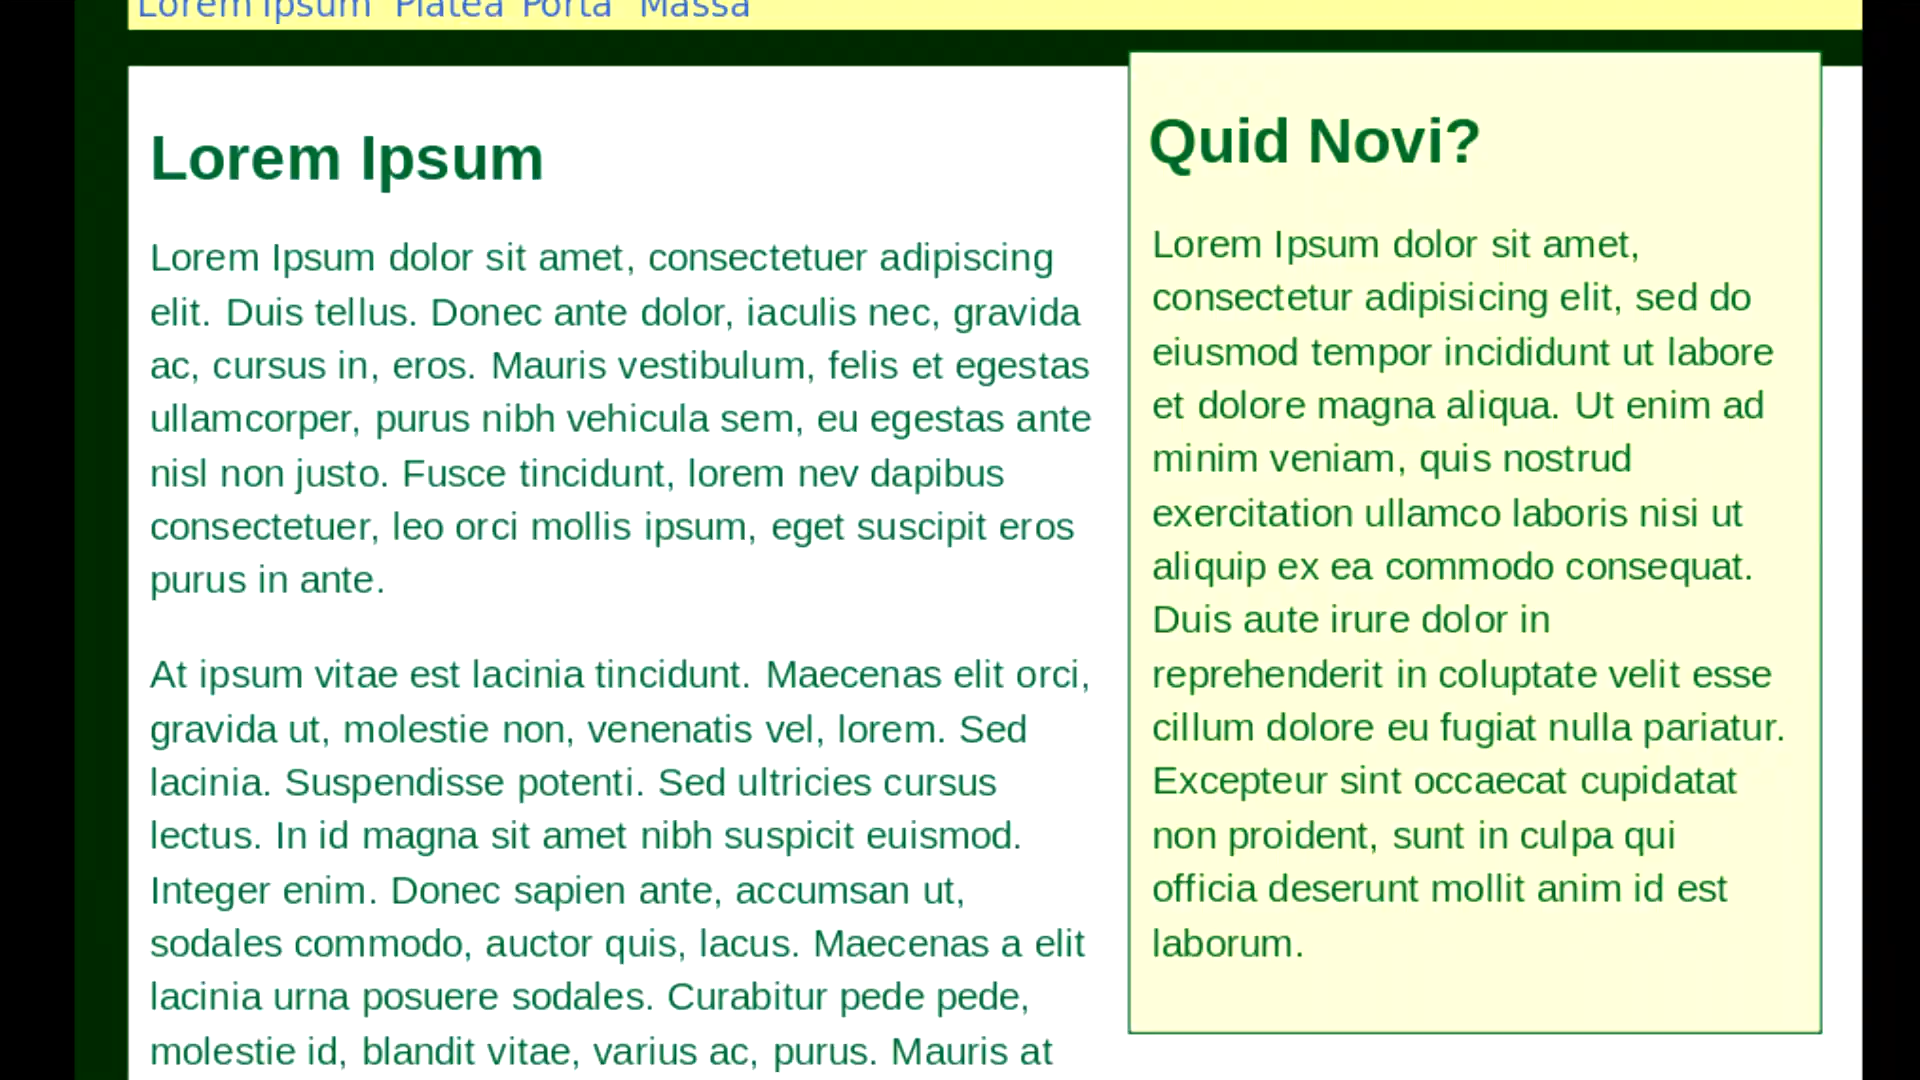 Lorem Ipsum Platea Porta Massa
Lorem Ipsum
Lorem Ipsum dolor sit amet, consectetuer adipiscing
elit. Duis tellus. Donec ante dolor, iaculis nec, gravida
ac, cursus in, eros. Mauris vestibulum, felis et egestas
ullamcorper, purus nibh vehicula sem, eu egestas ante
nisl non justo. Fusce tincidunt, lorem nev dapibus
consectetuer, leo orci mollis ipsum, eget suscipit eros
purus in ante.
At ipsum vitae est lacinia tincidunt. Maecenas elit orci,
gravida ut, molestie non, venenatis vel, lorem. Sed
lacinia. Suspendisse potenti. Sed ultricies cursus
lectus. In id magna sit amet nibh suspicit euismod.
Integer enim. Donec sapien ante, accumsan ut,
sodales commodo, auctor quis, lacus. Maecenas a elit
lacinia urna posuere sodales. Curabitur pede pede,
molestie id, blandit vitae, varius ac, purus. Mauris at
Quid Novi?
Lorem Ipsum dolor sit amet,
consectetur adipisicing elit, sed do
eiusmod tempor incididunt ut labore
et dolore magna aliqua. Ut enim ad
minim veniam, quis nostrud
exercitation ullamco laboris nisi ut
aliquip ex ea commodo consequat.
Duis aute irure dolor in
reprehenderit in coluptate velit esse
cillum dolore eu fugiat nulla pariatur.
Excepteur sint occaecat cupidatat
non proident, sunt in culpa qui
officia deserunt mollit anim id est
laborum.